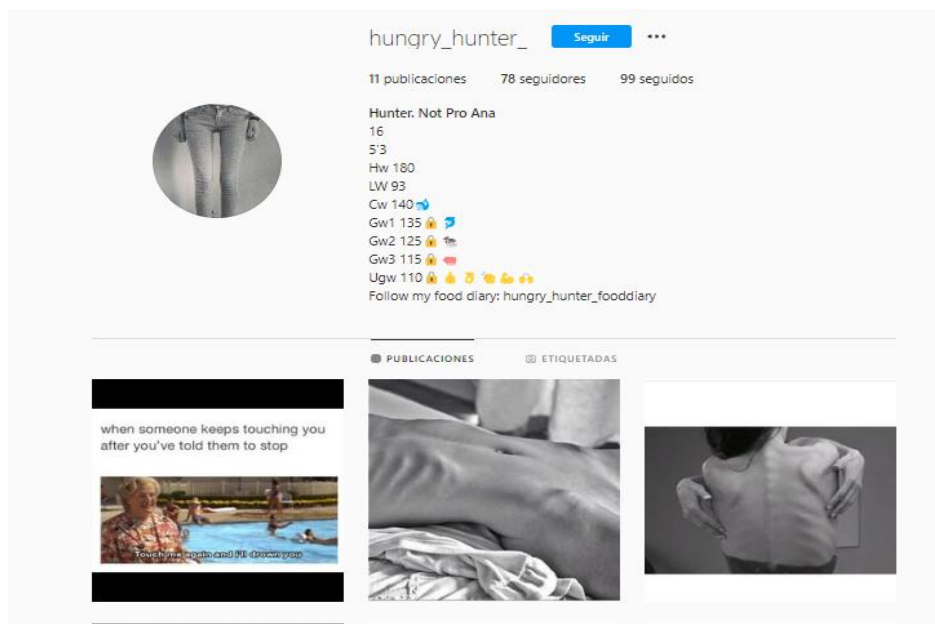 hungry_hunter_ Seguir •••
11 publicaciones 78 seguidores 99 seguidos
Hunter. Not Pro Ana
16
5'3
Hw 180
LW 93
Cw 140🐳
Gw1 135🔒 🐬
Gw2 125🔒 🐄
Gw3 115🔒 🐖
Ugw 110🔒 👍 👌 👏 💪 🙌
Follow my food diary: hungry_hunter_fooddiary
PUBLICACIONES ETIQUETADAS
when someone keeps touching you
after you've told them to stop
Touch me again and i'll drown you